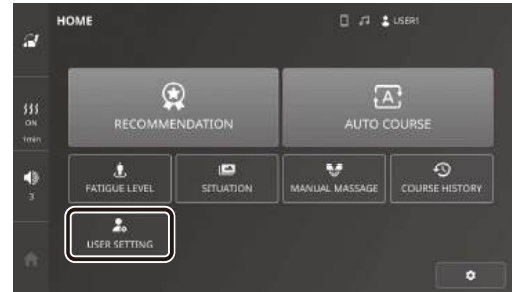 HOME
USER1
ON
1min
3
RECOMMENDATION
A
AUTO COURSE
FATIGUE LEVEL
SITUATION
MANUAL MASSAGE
COURSE HISTORY
USER SETTING